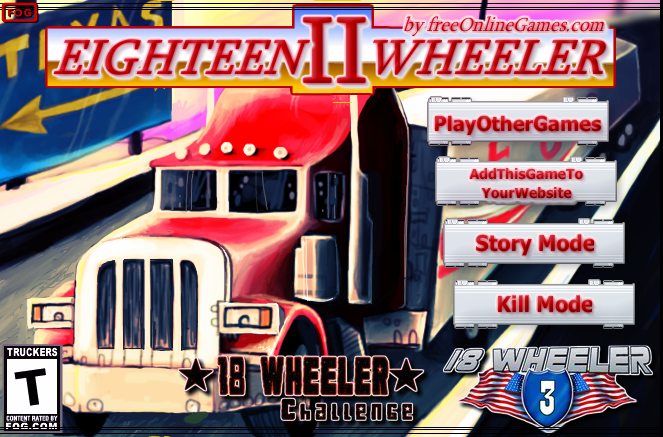 FOG
TEXAS
by freeOnlineGames.com
EIGHTEEN II WHEELER
PlayOtherGames
AddThisGameTo
YourWebsite
Story Mode
Kill Mode
TRUCKERS
T
CONTENT RATED BY
FOG.COM
★18 WHEELER★
Challenge
18 WHEELER
3